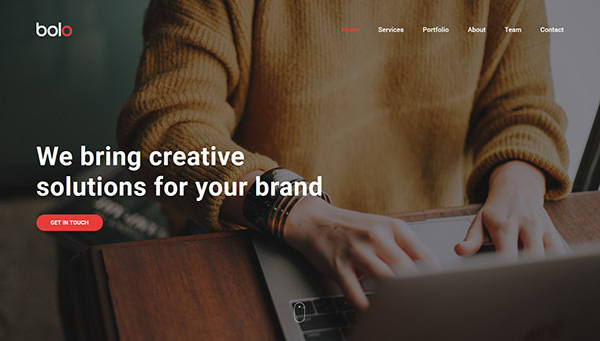 bolo
Home Services Portfolio About Team Contact
We bring creative
solutions for your brand
GET IN TOUCH